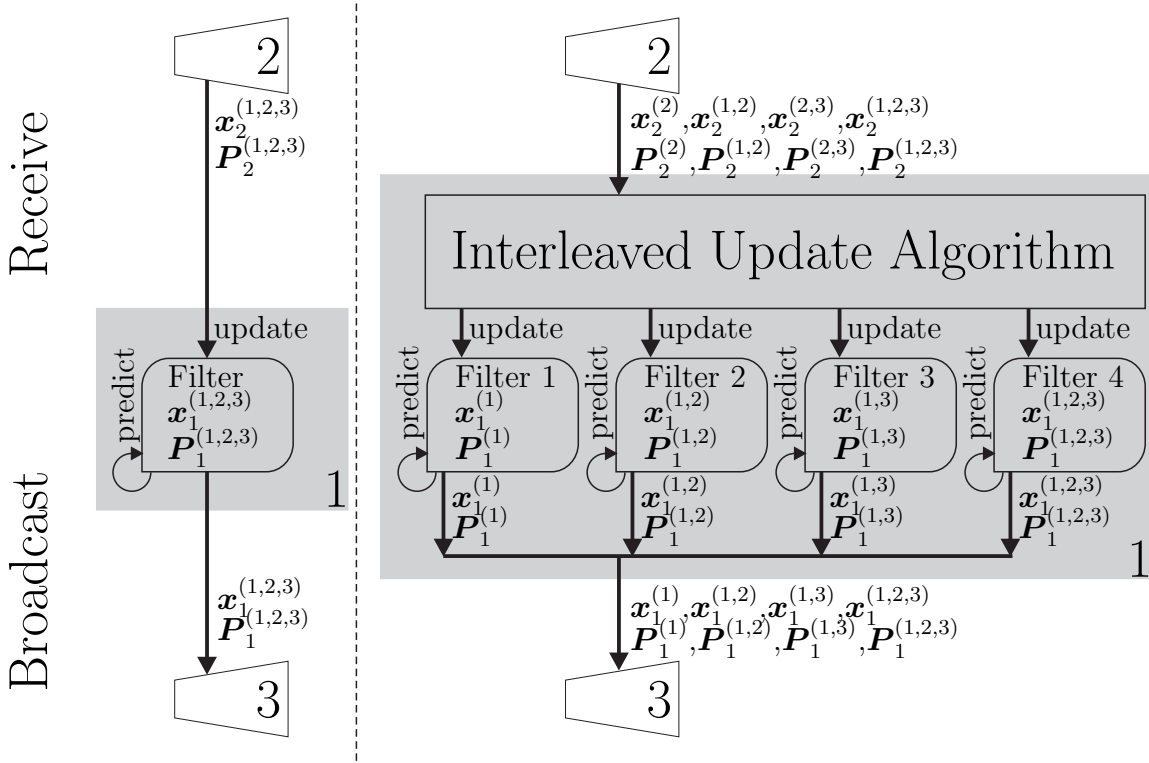 Receive
Broadcast
2
x_2^{(1,2,3)}
P_2^{(1,2,3)}
update
predict
Filter
x_1^{(1,2,3)}
P_1^{(1,2,3)}
1
x_1^{(1,2,3)}
P_1^{(1,2,3)}
3
2
x_2^{(2)},x_2^{(1,2)},x_2^{(2,3)},x_2^{(1,2,3)}
P_2^{(2)},P_2^{(1,2)},P_2^{(2,3)},P_2^{(1,2,3)}
Interleaved Update Algorithm
update
update
update
update
predict
Filter 1
x_1^{(1)}
P_1^{(1)}
predict
Filter 2
x_1^{(1,2)}
P_1^{(1,2)}
predict
Filter 3
x_1^{(1,3)}
P_1^{(1,3)}
predict
Filter 4
x_1^{(1,2,3)}
P_1^{(1,2,3)}
x_1^{(1)}
P_1^{(1)}
x_1^{(1,2)}
P_1^{(1,2)}
x_1^{(1,3)}
P_1^{(1,3)}
x_1^{(1,2,3)}
P_1^{(1,2,3)}
1
x_1^{(1)},x_1^{(1,2)},x_1^{(1,3)},x_1^{(1,2,3)}
P_1^{(1)},P_1^{(1,2)},P_1^{(1,3)},P_1^{(1,2,3)}
3